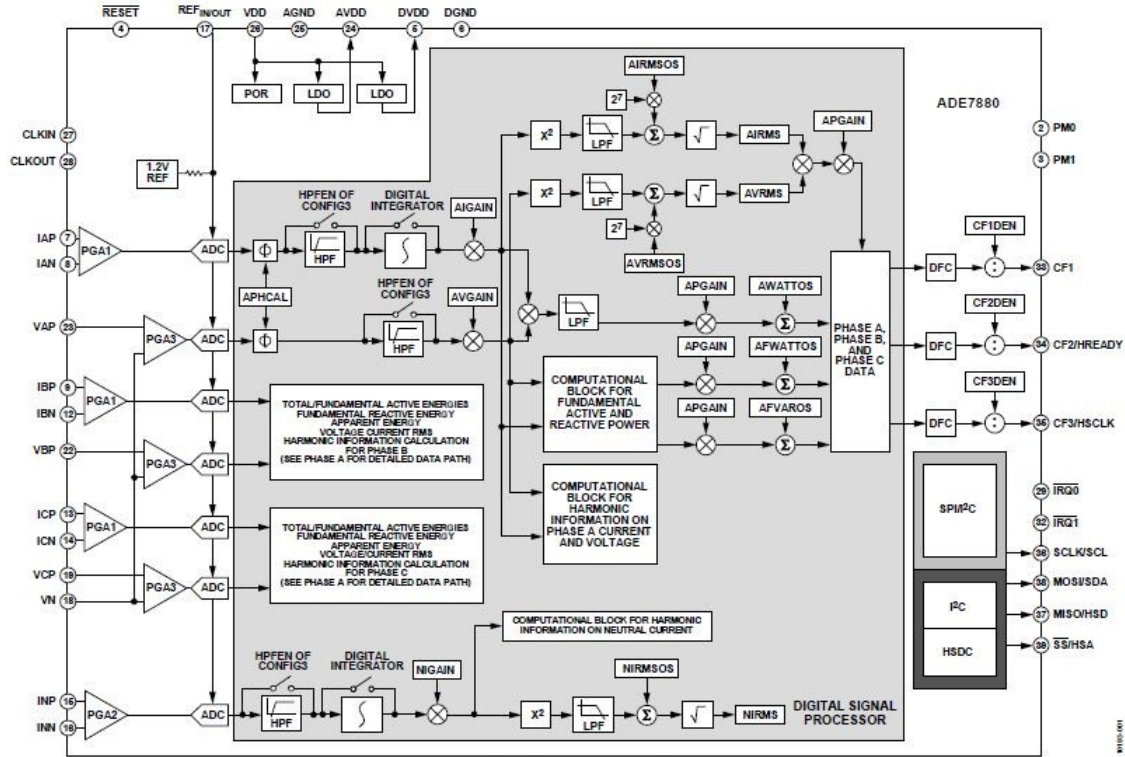 RESET
4
REFIN/OUT
17
VDD
26
AGND
25
AVDD
24
DVDD
5
DGND
6
POR
LDO
LDO
CLKIN 27
CLKOUT 28
1.2V
REF
ADE7880
2 PM0
3 PM1
AIRMSOS
2⁷
X²
LPF
Σ
√
AIRMS
APGAIN
X²
LPF
Σ
√
AVRMS
2⁷
AVRMSOS
HPFEN OF
CONFIG3
DIGITAL
INTEGRATOR
AIGAIN
IAP 7
IAN 8
PGA1
ADC
Φ
HPF
∫
APHCAL
HPFEN OF
CONFIG3
AVGAIN
VAP 23
PGA3
ADC
Φ
HPF
LPF
APGAIN
AWATTOS
Σ
APGAIN
AFWATTOS
Σ
APGAIN
AFVAROS
Σ
COMPUTATIONAL
BLOCK FOR
FUNDAMENTAL
ACTIVE AND
REACTIVE POWER
COMPUTATIONAL
BLOCK FOR
HARMONIC
INFORMATION ON
PHASE A CURRENT
AND VOLTAGE
PHASE A,
PHASE B,
AND
PHASE C
DATA
CF1DEN
DFC
:
33 CF1
CF2DEN
DFC
:
34 CF2/HREADY
CF3DEN
DFC
:
35 CF3/HSCLK
IBP 9
IBN 12
PGA1
ADC
VBP 22
PGA3
ADC
TOTAL/FUNDAMENTAL ACTIVE ENERGIES
FUNDAMENTAL REACTIVE ENERGY
APPARENT ENERGY
VOLTAGE CURRENT RMS
HARMONIC INFORMATION CALCULATION
FOR PHASE B
(SEE PHASE A FOR DETAILED DATA PATH)
ICP 13
ICN 14
PGA1
ADC
VCP 19
VN 18
PGA3
ADC
TOTAL/FUNDAMENTAL ACTIVE ENERGIES
FUNDAMENTAL REACTIVE ENERGY
APPARENT ENERGY
VOLTAGE/CURRENT RMS
HARMONIC INFORMATION CALCULATION
FOR PHASE C
(SEE PHASE A FOR DETAILED DATA PATH)
SPI/I²C
I²C
HSDC
29 IRQ0
32 IRQ1
36 SCLK/SCL
38 MOSI/SDA
37 MISO/HSD
39 SS/HSA
COMPUTATIONAL BLOCK FOR HARMONIC
INFORMATION ON NEUTRAL CURRENT
HPFEN OF
CONFIG3
DIGITAL
INTEGRATOR
NIGAIN
NIRMSOS
INP 15
INN 16
PGA2
ADC
HPF
∫
X²
LPF
Σ
√
NIRMS
DIGITAL SIGNAL
PROCESSOR
10193-001